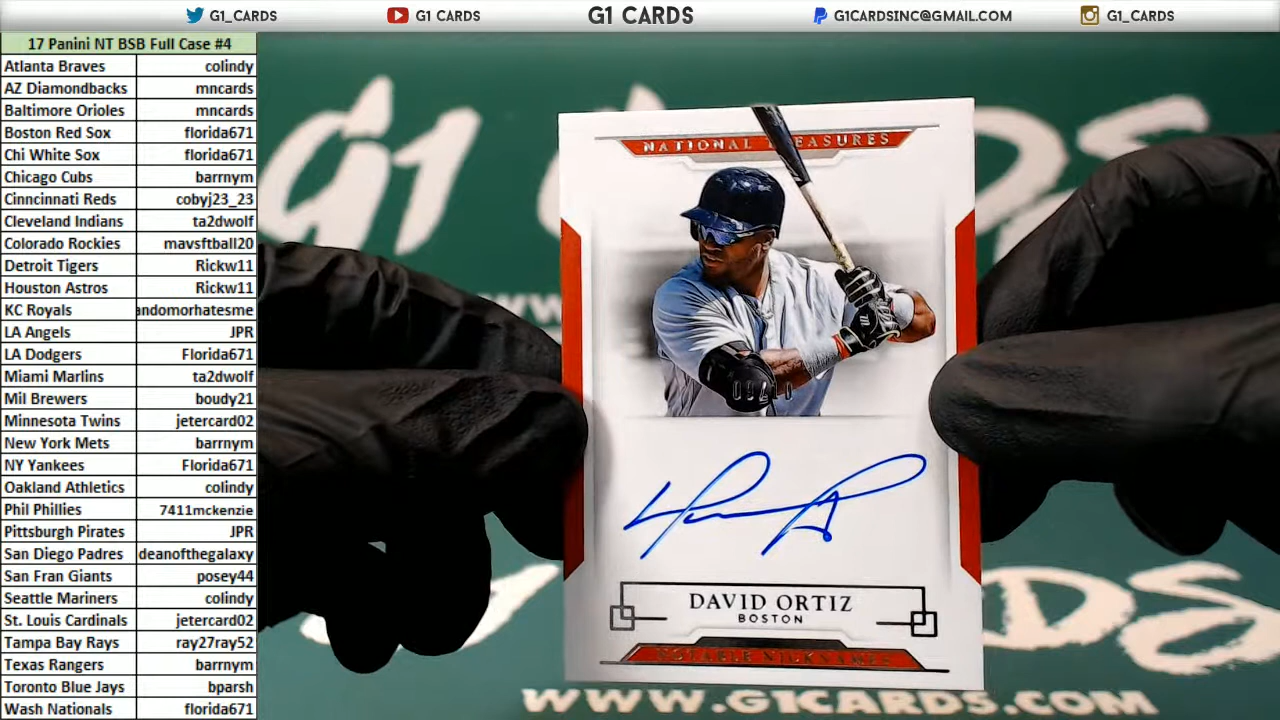 G1_CARDS G1 CARDS G1 CARDS G1CARDSINC@GMAIL.COM G1_CARDS
17 Panini NT BSB Full Case #4
Atlanta Braves colindy
AZ Diamondbacks mncards
Baltimore Orioles mncards
Boston Red Sox florida671
Chi White Sox florida671
Chicago Cubs barrnym
Cinncinnati Reds cobyj23_23
Cleveland Indians ta2dwolf
Colorado Rockies mavsftball20
Detroit Tigers Rickw11
Houston Astros Rickw11
KC Royals andomorhatesme
LA Angels JPR
LA Dodgers Florida671
Miami Marlins ta2dwolf
Mil Brewers boudy21
Minnesota Twins jetercard02
New York Mets barrnym
NY Yankees Florida671
Oakland Athletics colindy
Phil Phillies 7411mckenzie
Pittsburgh Pirates JPR
San Diego Padres deanofthegalaxy
San Fran Giants posey44
Seattle Mariners colindy
St. Louis Cardinals jetercard02
Tampa Bay Rays ray27ray52
Texas Rangers barrnym
Toronto Blue Jays bparsh
Wash Nationals florida671
NATIONAL TREASURES
DAVID ORTIZ
BOSTON
NOTABLE NICKNAMES
G1
WWW.G1CARDS.COM